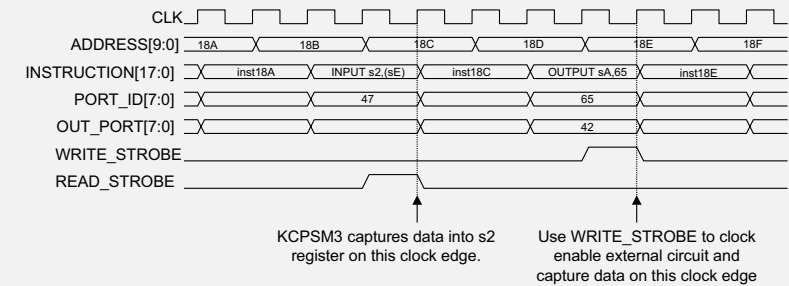 CLK
ADDRESS[9:0] 18A 18B 18C 18D 18E 18F
INSTRUCTION[17:0] inst18A INPUT s2,(sE) inst18C OUTPUT sA,65 inst18E
PORT_ID[7:0] 47 65
OUT_PORT[7:0] 42
WRITE_STROBE
READ_STROBE
KCPSM3 captures data into s2
register on this clock edge.
Use WRITE_STROBE to clock
enable external circuit and
capture data on this clock edge